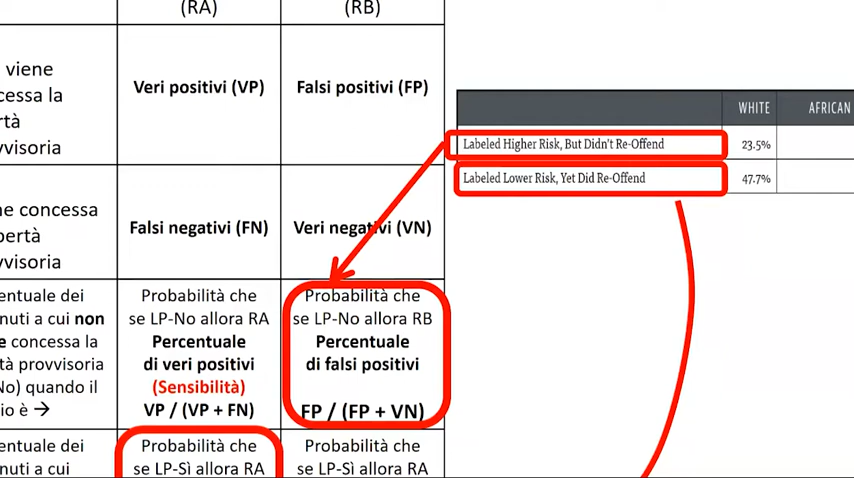 (RA)
(RB)
viene
cessa la
rtà
vvisoria
Veri positivi (VP)
Falsi positivi (FP)
ne concessa
pertà
vvisoria
Falsi negativi (FN)
Veri negativi (VN)
entuale dei
nuti a cui non
e concessa la
tà provvisoria
No) quando il
io è →
Probabilità che
se LP-No allora RA
Percentuale
di veri positivi
(Sensibilità)
VP / (VP + FN)
Probabilità che
se LP-No allora RB
Percentuale
di falsi positivi
FP / (FP + VN)
entuale dei
nuti a cui
Probabilità che
se LP-Sì allora RA
Probabilità che
se LP-Sì allora RA
WHITE
AFRICAN
Labeled Higher Risk, But Didn't Re-Offend
23.5%
Labeled Lower Risk, Yet Did Re-Offend
47.7%